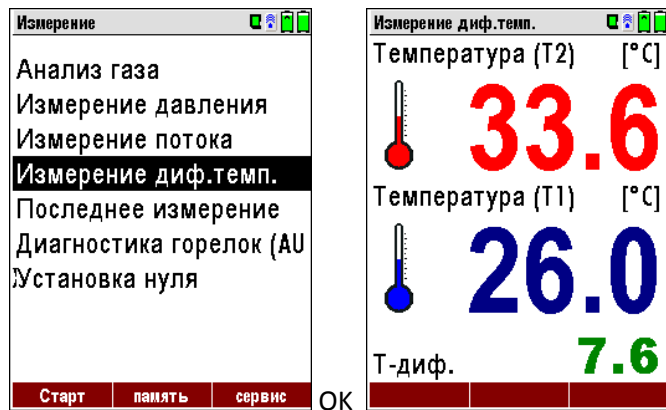 Измерение
Анализ газа
Измерение давления
Измерение потока
Измерение диф.темп.
Последнее измерение
Диагностика горелок (AU
Установка нуля
Старт память сервис
OK
Измерение диф.темп.
Температура (T2) [°C]
33.6
Температура (T1) [°C]
26.0
Т-диф. 7.6